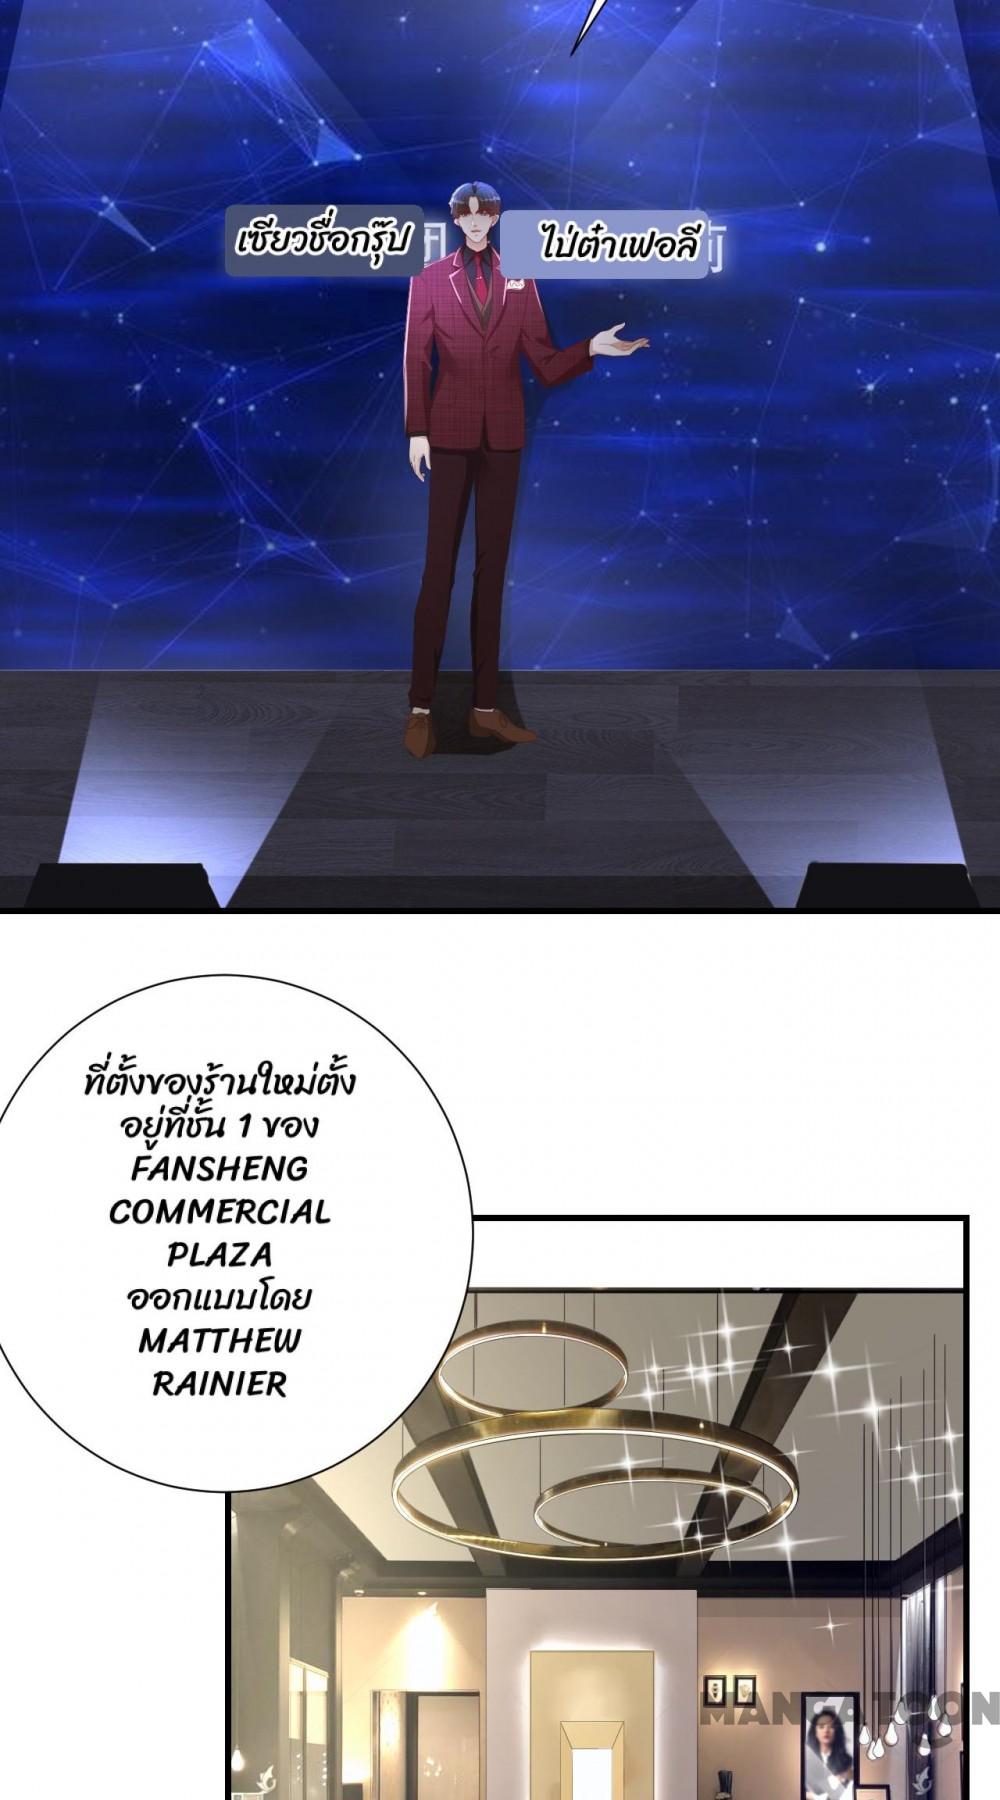 เซียวชื่อกรุ๊ป
ไป๋ต๋าเฟอลี
ที่ตั้งของร้านใหม่ตั้ง
อยู่ที่ชั้น 1 ของ
FANSHENG
COMMERCIAL
PLAZA
ออกแบบโดย
MATTHEW
RAINIER
MANGATOON